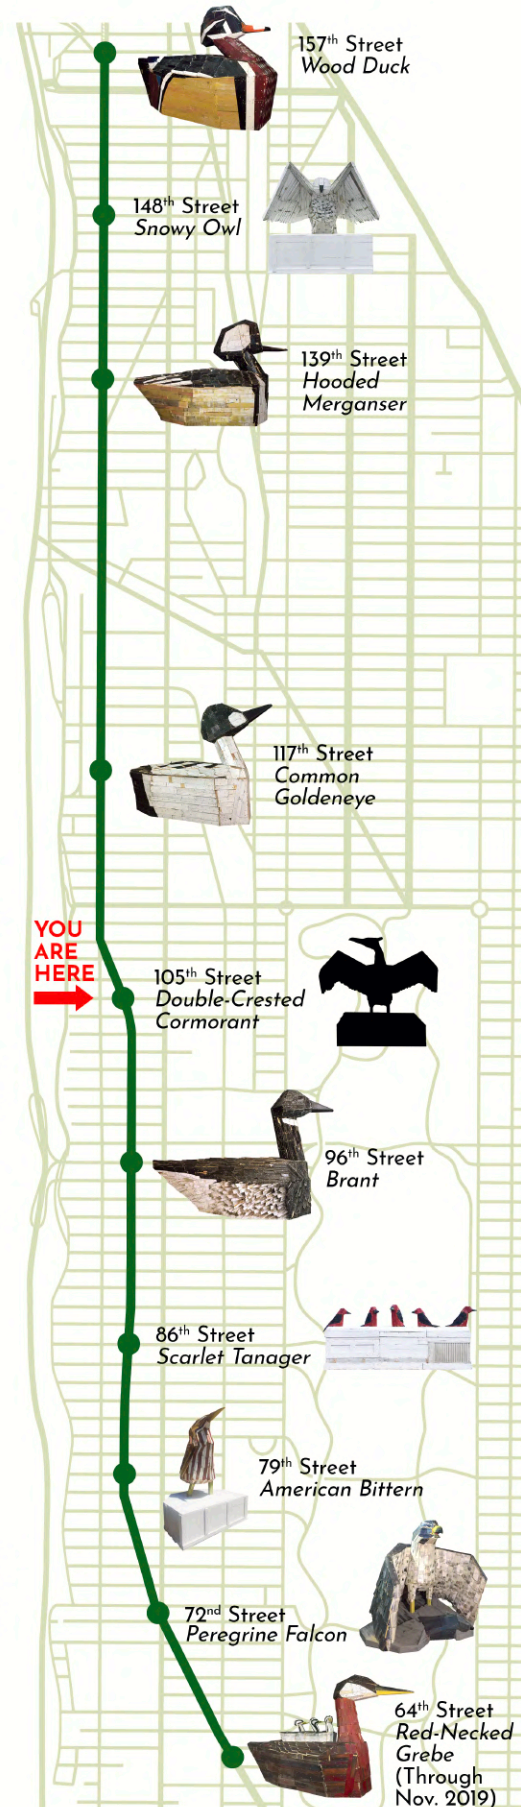 157th Street
Wood Duck
148th Street
Snowy Owl
139th Street
Hooded
Merganser
117th Street
Common
Goldeneye
YOU
ARE
HERE
105th Street
Double-Crested
Cormorant
96th Street
Brant
86th Street
Scarlet Tanager
79th Street
American Bittern
72nd Street
Peregrine Falcon
64th Street
Red-Necked
Grebe
(Through
Nov. 2019)